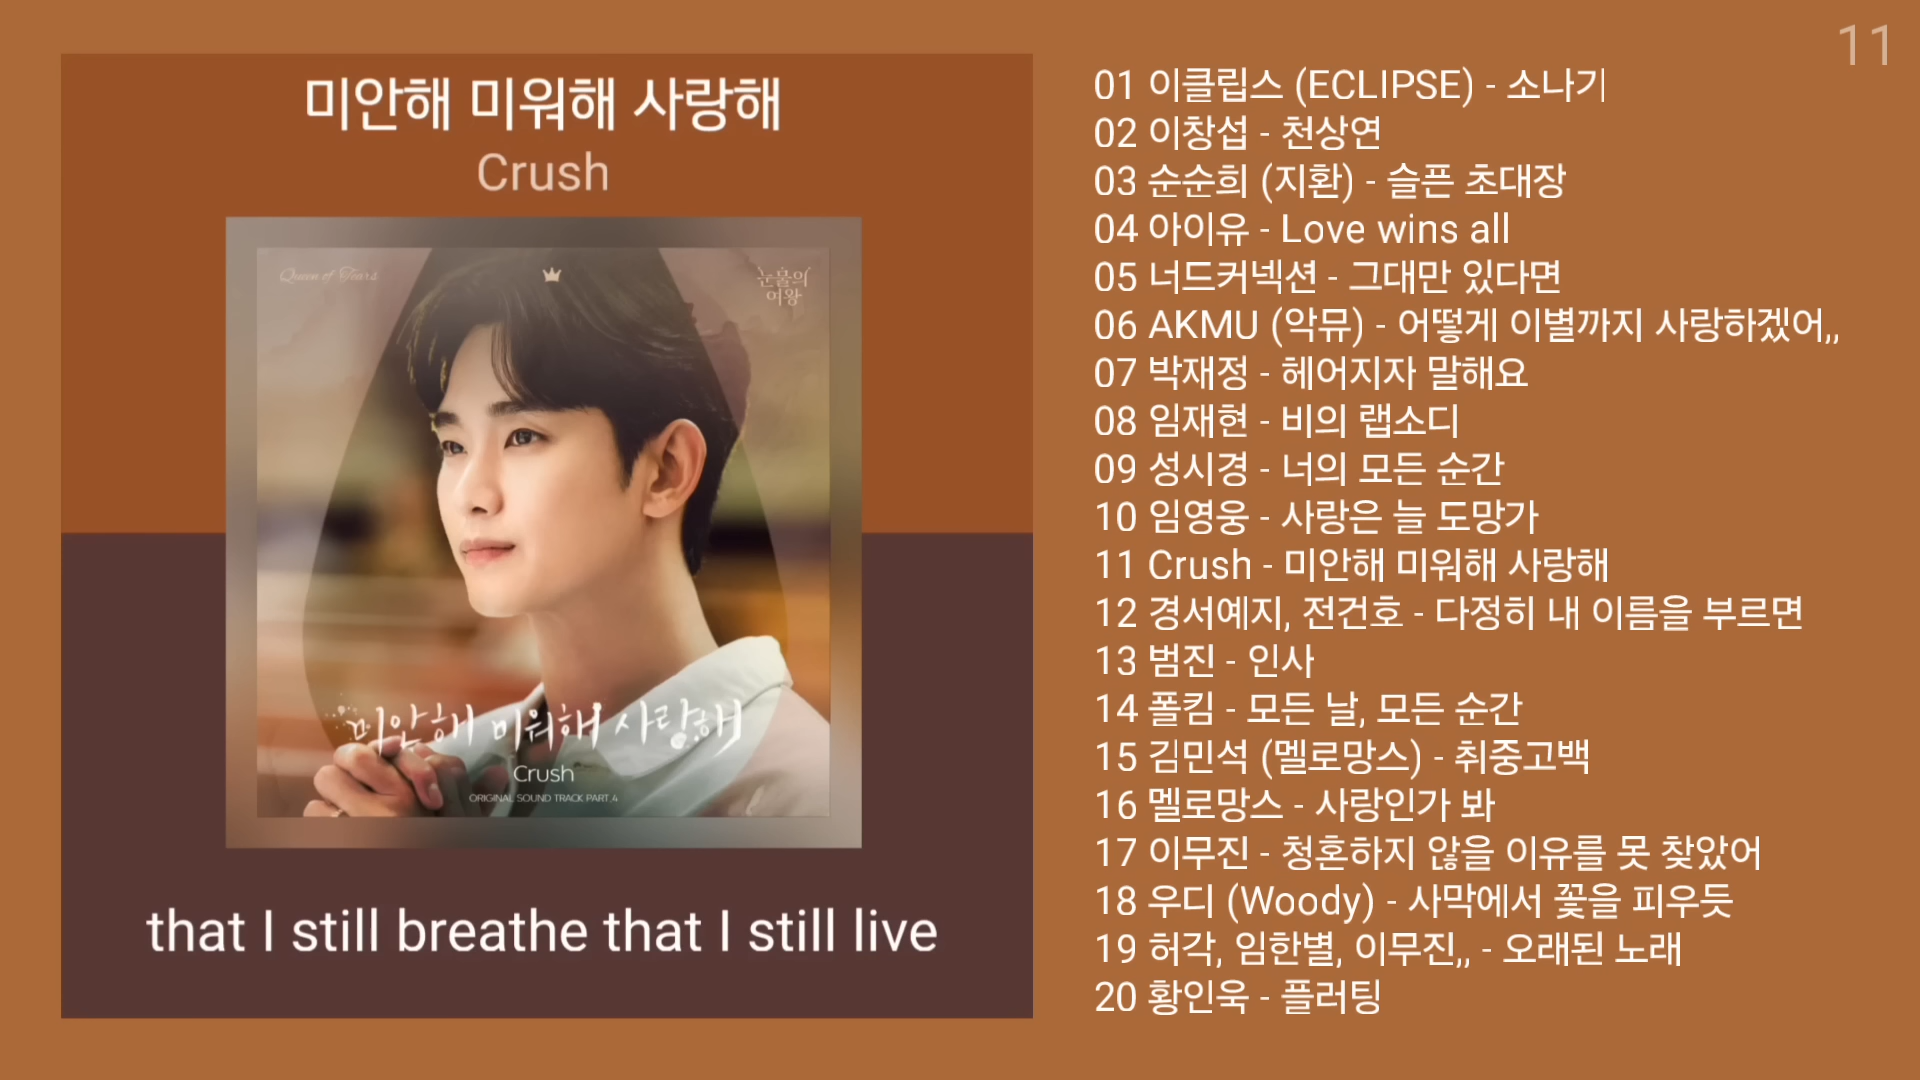 미안해 미워해 사랑해
Crush
Queen of Tears
눈물의
여왕
미안해 미워해 사랑해
Crush
ORIGINAL SOUND TRACK PART.4
that I still breathe that I still live
11
01 이클립스 (ECLIPSE) - 소나기
02 이창섭 - 천상연
03 순순희 (지환) - 슬픈 초대장
04 아이유 - Love wins all
05 너드커넥션 - 그대만 있다면
06 AKMU (악뮤) - 어떻게 이별까지 사랑하겠어,,
07 박재정 - 헤어지자 말해요
08 임재현 - 비의 랩소디
09 성시경 - 너의 모든 순간
10 임영웅 - 사랑은 늘 도망가
11 Crush - 미안해 미워해 사랑해
12 경서예지, 전건호 - 다정히 내 이름을 부르면
13 범진 - 인사
14 폴킴 - 모든 날, 모든 순간
15 김민석 (멜로망스) - 취중고백
16 멜로망스 - 사랑인가 봐
17 이무진 - 청혼하지 않을 이유를 못 찾았어
18 우디 (Woody) - 사막에서 꽃을 피우듯
19 허각, 임한별, 이무진,, - 오래된 노래
20 황인욱 - 플러팅